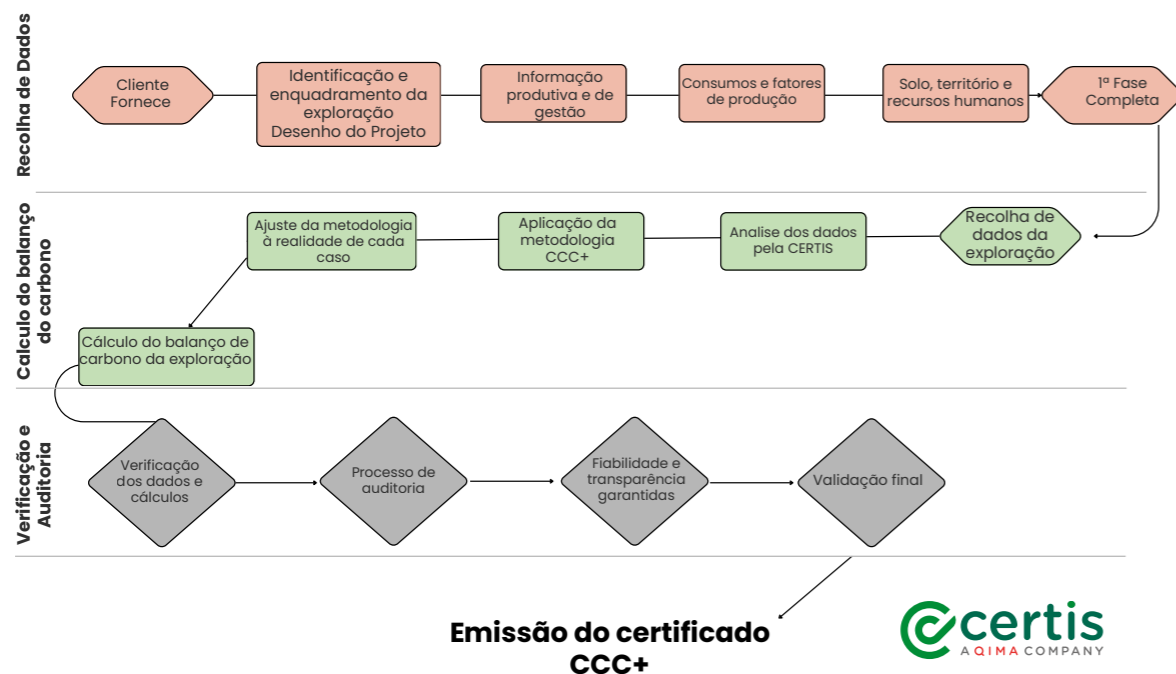 Recolha de Dados
Cliente
Fornece
Identificação e
enquadramento da
exploração
Desenho do Projeto
Informação
produtiva e de
gestão
Consumos e fatores
de produção
Solo, território e
recursos humanos
1ª Fase
Completa
Calculo do balanço
do carbono
Recolha de
dados da
exploração
Analise dos dados
pela CERTIS
Aplicação da
metodologia
CCC+
Ajuste da metodologia
à realidade de cada
caso
Cálculo do balanço de
carbono da exploração
Verificação e
Auditoria
Verificação
dos dados e
cálculos
Processo de
auditoria
Fiabilidade e
transparência
garantidas
Validação final
Emissão do certificado
CCC+
certis
A QIMA COMPANY